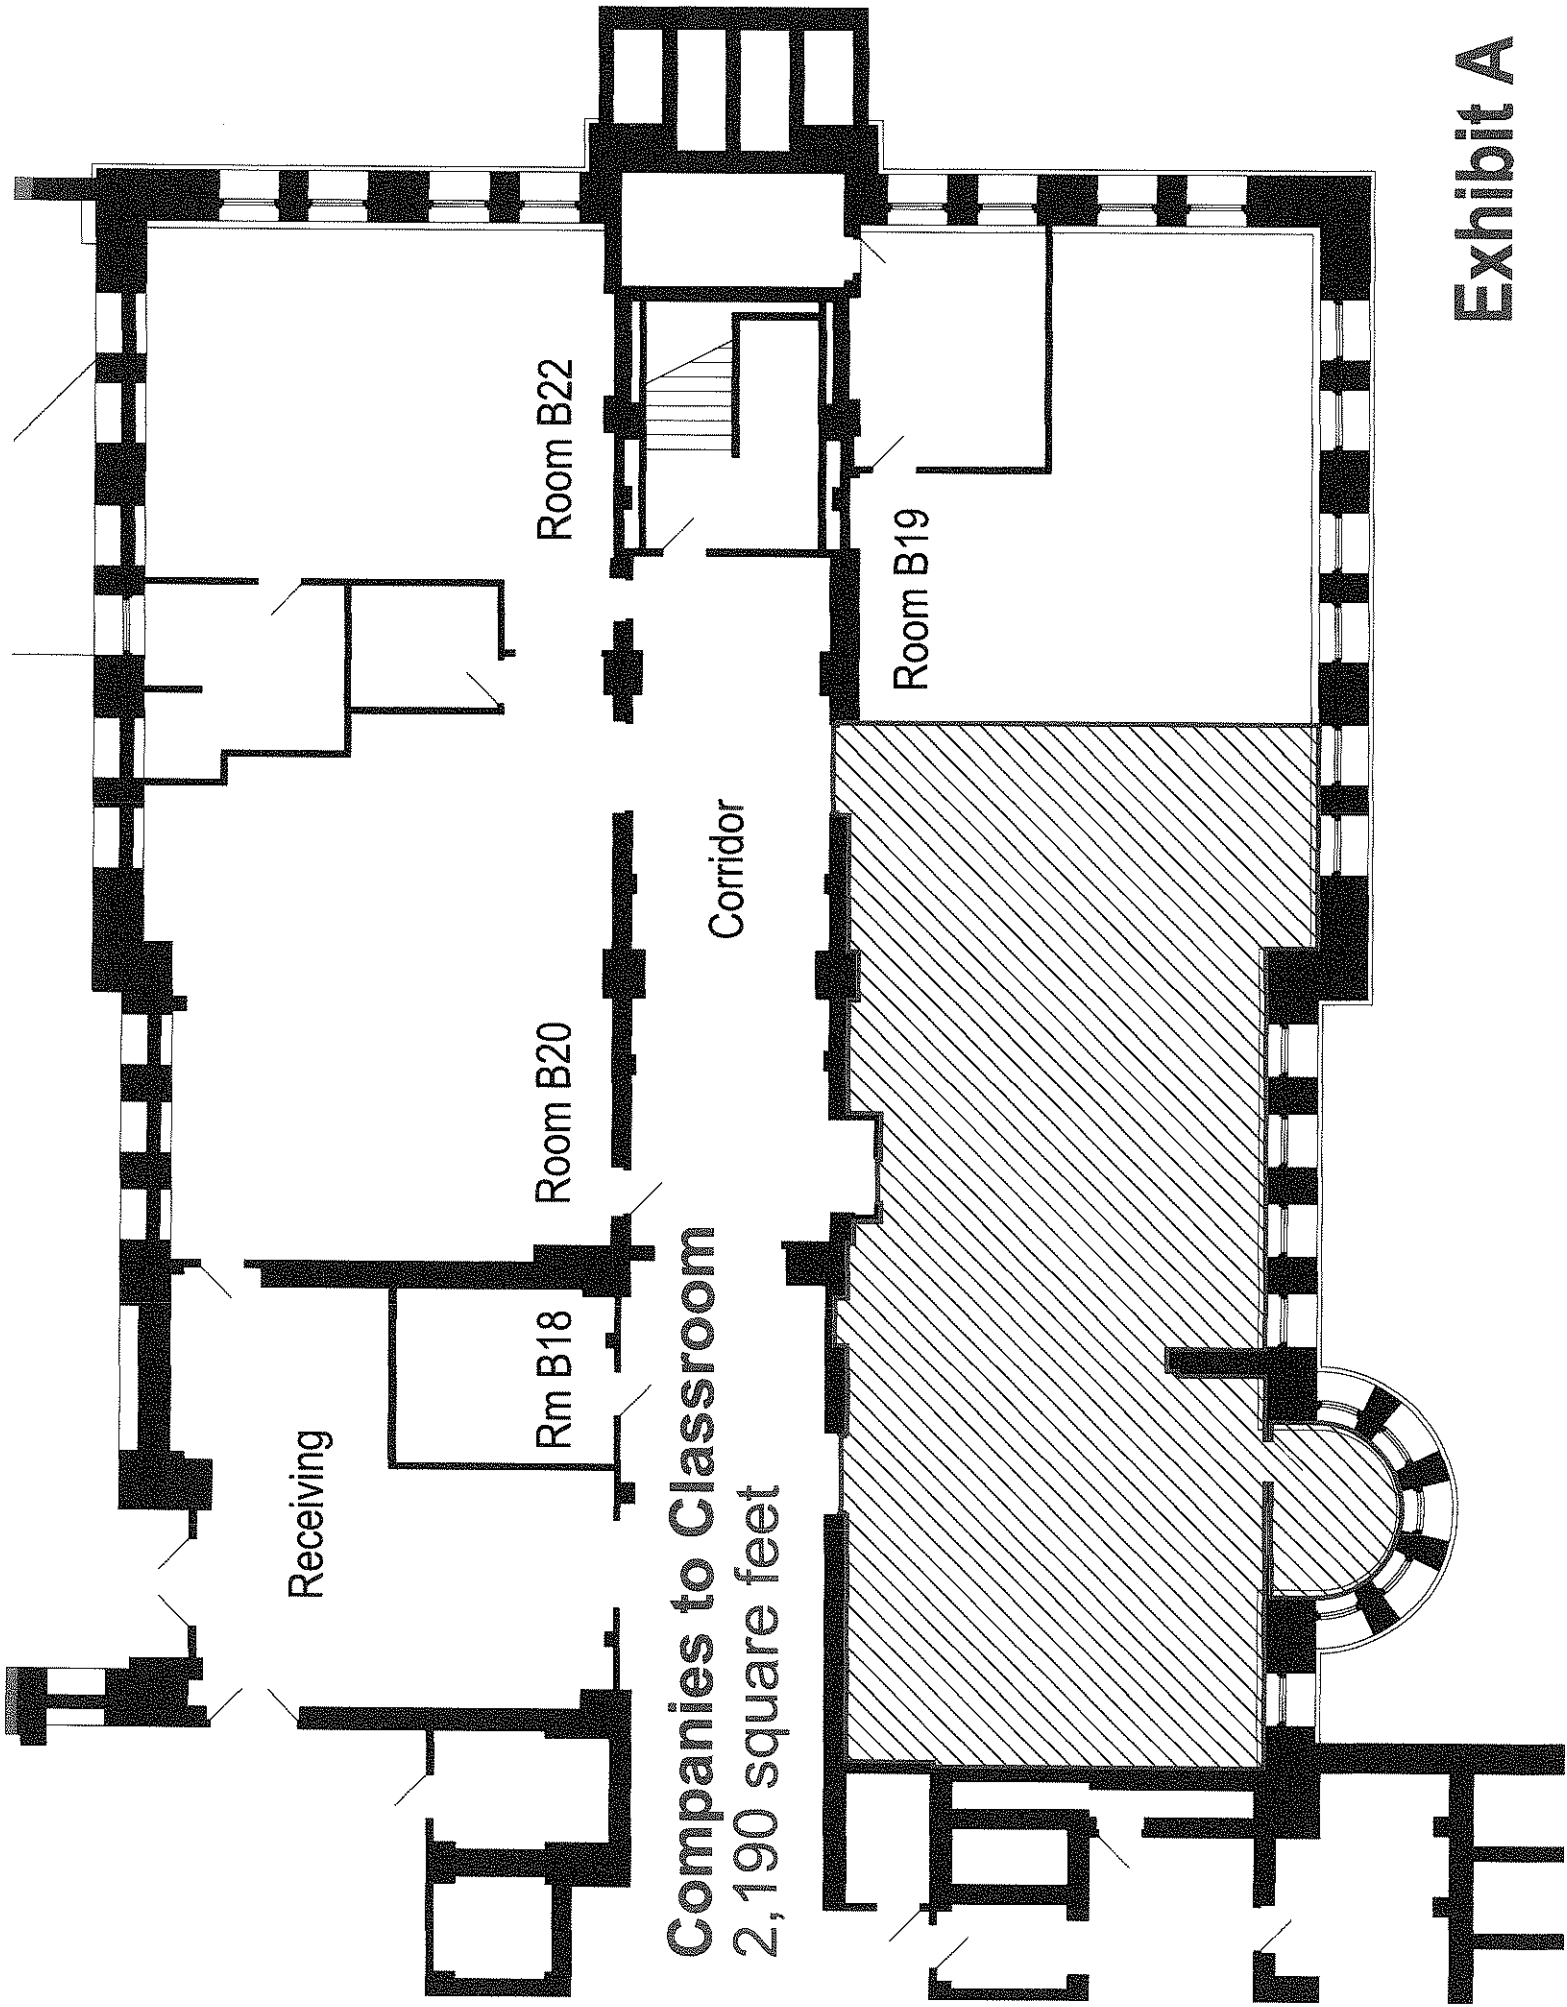 Receiving
Rm B18
Room B20
Room B22
Companies to Classroom
2,190 square feet
Corridor
Room B19
Exhibit A